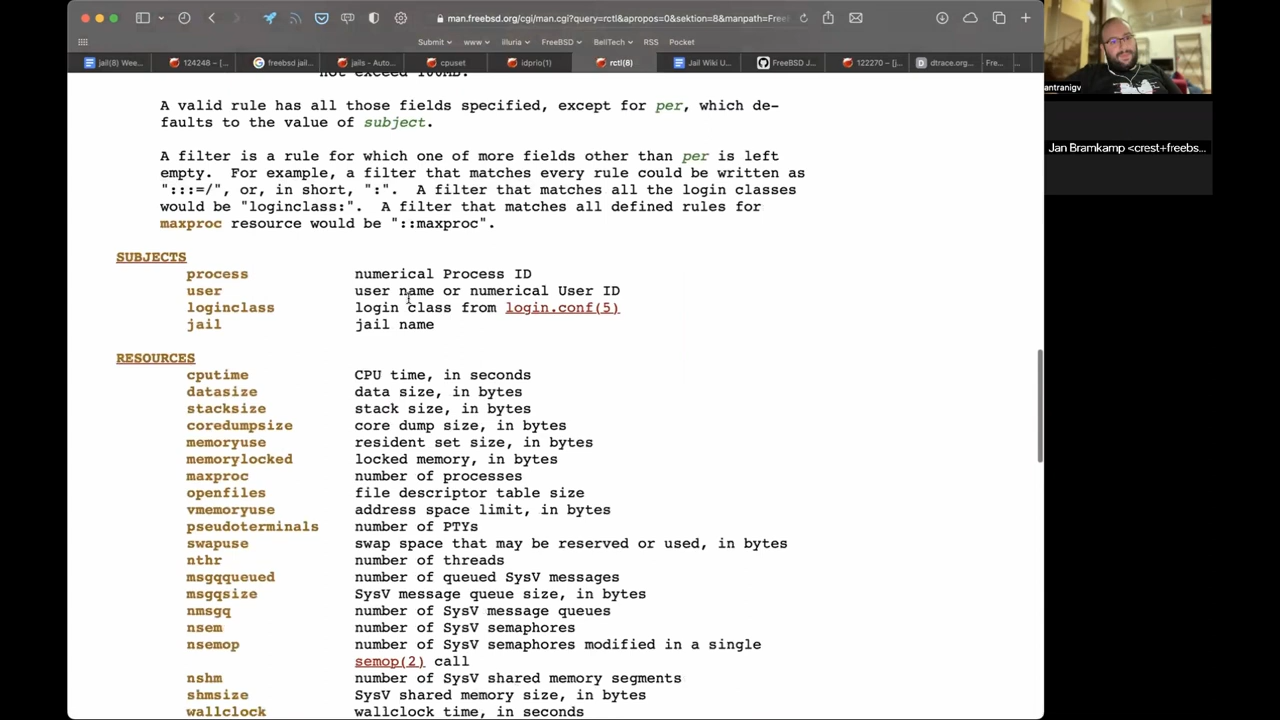 man.freebsd.org/cgi/man.cgi?query=rctl&apropos=0&sektion=8&manpath=Free
Submit www illuria FreeBSD BellTech RSS Pocket
jail(8) Wee... 124248 – [... freebsd jail... jails - Auto... cpuset idprio(1) rctl(8) Jail Wiki U... FreeBSD J... 122270 — [j... dtrace.org... Fre...
not exceed 100Mb.
A valid rule has all those fields specified, except for per, which de-
faults to the value of subject.
A filter is a rule for which one of more fields other than per is left
empty. For example, a filter that matches every rule could be written as
":::=/", or, in short, ":". A filter that matches all the login classes
would be "loginclass:". A filter that matches all defined rules for
maxproc resource would be "::maxproc".
SUBJECTS
process numerical Process ID
user user name or numerical User ID
loginclass login class from login.conf(5)
jail jail name
RESOURCES
cputime CPU time, in seconds
datasize data size, in bytes
stacksize stack size, in bytes
coredumpsize core dump size, in bytes
memoryuse resident set size, in bytes
memorylocked locked memory, in bytes
maxproc number of processes
openfiles file descriptor table size
vmemoryuse address space limit, in bytes
pseudoterminals number of PTYs
swapuse swap space that may be reserved or used, in bytes
nthr number of threads
msgqqueued number of queued SysV messages
msgqsize SysV message queue size, in bytes
nmsgq number of SysV message queues
nsem number of SysV semaphores
nsemop number of SysV semaphores modified in a single
semop(2) call
nshm number of SysV shared memory segments
shmsize SysV shared memory size, in bytes
wallclock wallclock time, in seconds
antranigv
Jan Bramkamp <crest+freebs...